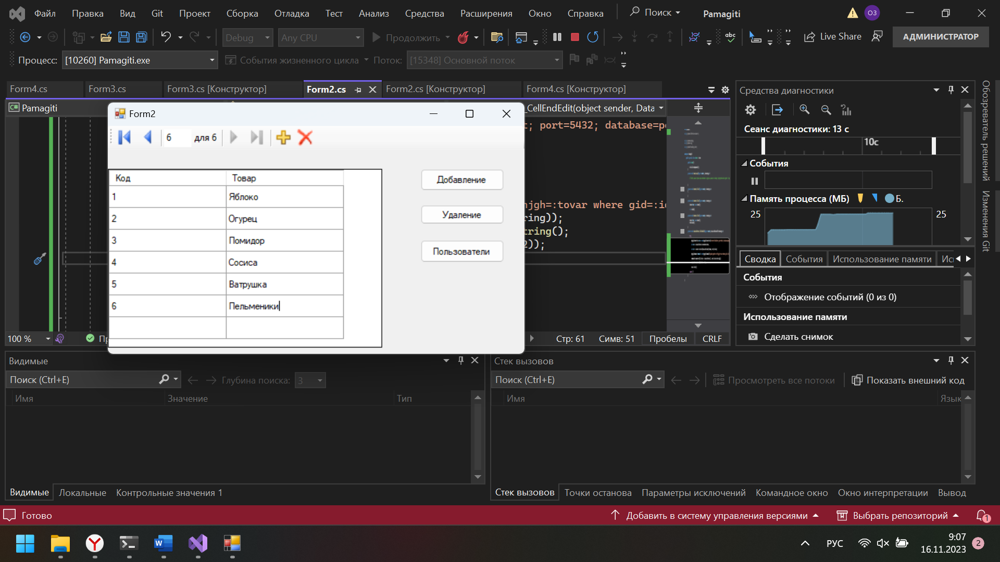 Файл Правка Вид Git Проект Сборка Отладка Тест Анализ Средства Расширения Окно Справка Поиск Pamagiti ОЗ
Debug Any CPU Продолжить abc Live Share АДМИНИСТРАТОР
Процесс: [10260] Pamagiti.exe События жизненного цикла Поток: [15348] Основной поток
Form4.cs Form3.cs Form3.cs [Конструктор] Form2.cs Form2.cs [Конструктор] Form4.cs [Конструктор]
C# Pamagiti _CellEndEdit(object sender, Data
; port=5432; database=p
njgh=:tovar where gid=:i
ring));
tring();
2));
Form2
6 для 6
Код Товар
1 Яблоко
2 Огурец
3 Помидор
4 Сосиса
5 Ватрушка
6 Пельменики
Добавление
Удаление
Пользователи
100 % Стр: 61 Симв: 51 Пробелы CRLF
Средства диагностики
Сеанс диагностики: 13 с
10с
События
Память процесса (МБ) Б.
25 25
Сводка События Использование памяти Ис
События
Отображение событий (0 из 0)
Использование памяти
Сделать снимок
Обозреватель решений
Изменения Git
Видимые
Поиск (Ctrl+E) Глубина поиска: 3
Имя Значение Тип
Видимые Локальные Контрольные значения 1
Стек вызовов
Поиск (Ctrl+E) Просмотреть все потоки Показать внешний код
Имя Язык
Стек вызовов Точки останова Параметры исключений Командное окно Окно интерпретации Вывод
Готово Добавить в систему управления версиями Выбрать репозиторий 1
РУС 9:07
16.11.2023 2